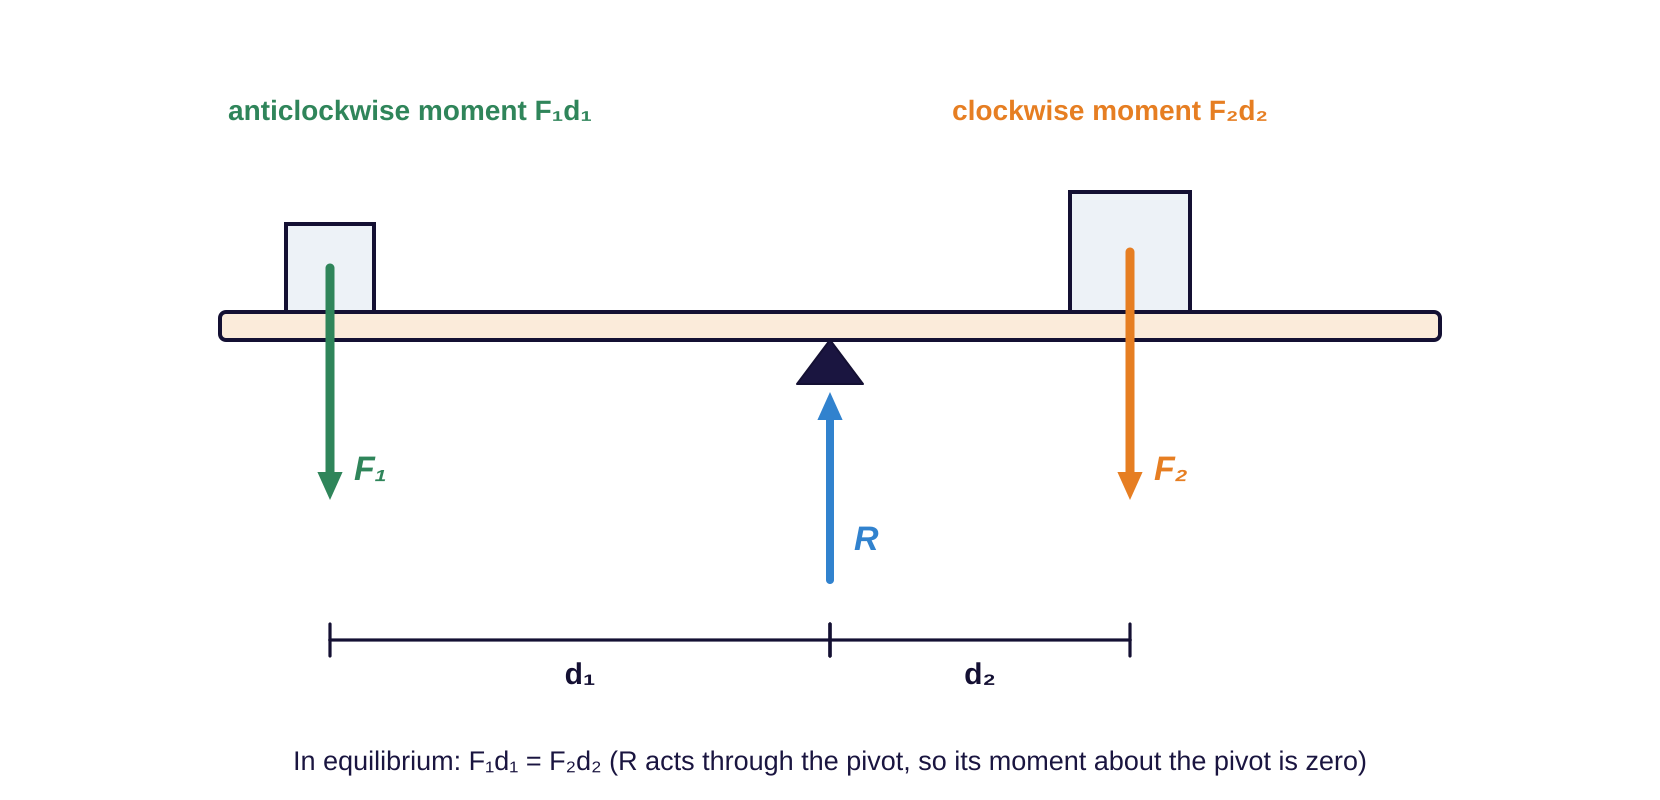 anticlockwise moment F₁d₁
clockwise moment F₂d₂
F₁
F₂
R
d₁
d₂
In equilibrium: F₁d₁ = F₂d₂ (R acts through the pivot, so its moment about the pivot is zero)